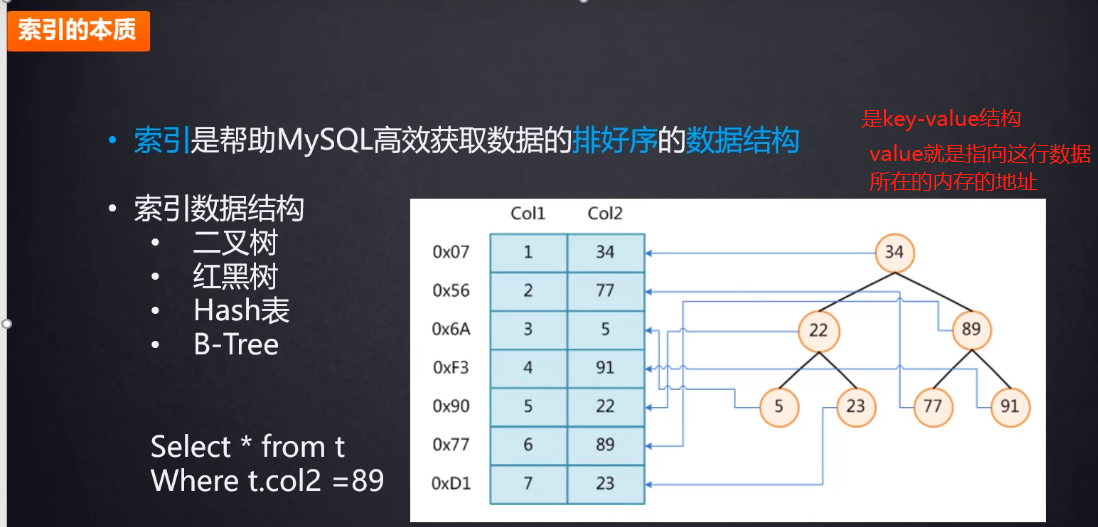 索引的本质
• 索引是帮助MySQL高效获取数据的排好序的数据结构
是key-value结构
value就是指向这行数据
所在的内存的地址
• 索引数据结构
• 二叉树
• 红黑树
• Hash表
• B-Tree
Select * from t
Where t.col2 =89
Col1 Col2
0x07 1 34
0x56 2 77
0x6A 3 5
0xF3 4 91
0x90 5 22
0x77 6 89
0xD1 7 23
34
22 89
5 23 77 91